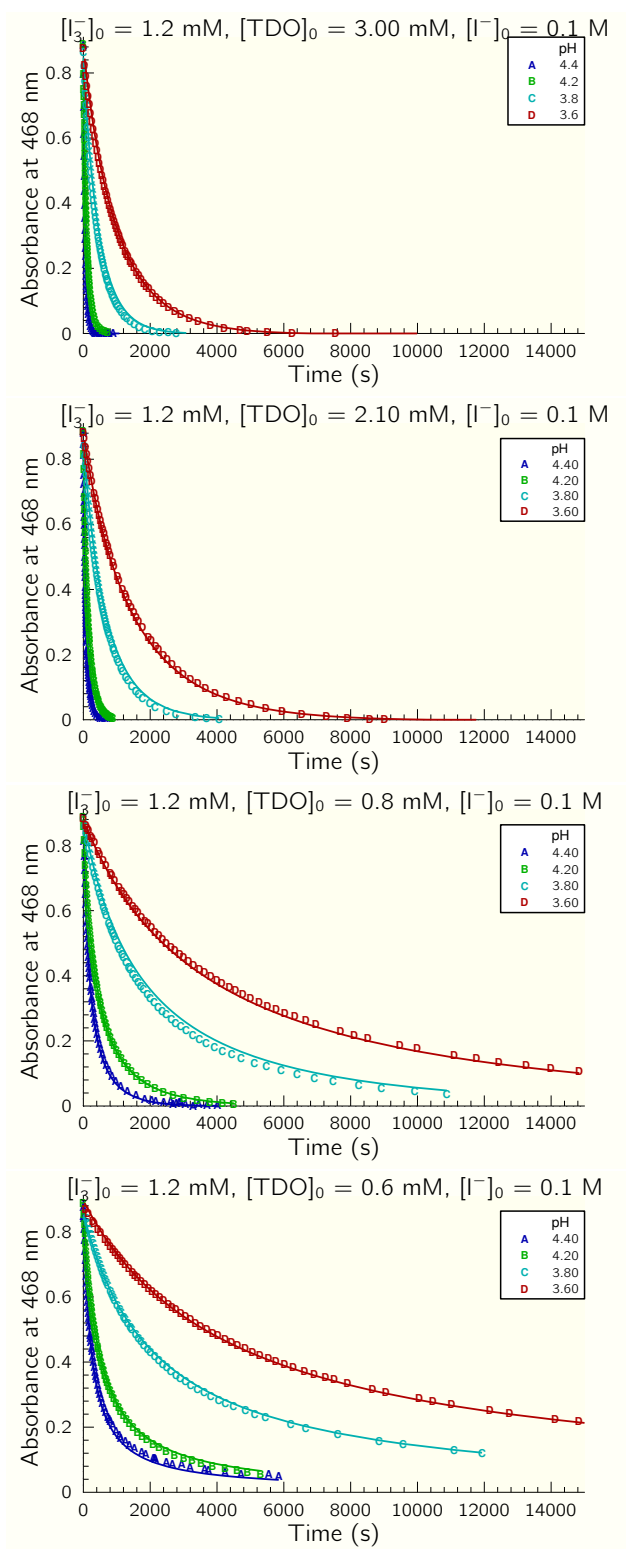 [I₃⁻]₀ = 1.2 mM, [TDO]₀ = 3.00 mM, [I⁻]₀ = 0.1 M
pH
A 4.4
B 4.2
C 3.8
D 3.6
Absorbance at 468 nm
0.8
0.6
0.4
0.2
0
0 2000 4000 6000 8000 10000 12000 14000
Time (s)
[I₃⁻]₀ = 1.2 mM, [TDO]₀ = 2.10 mM, [I⁻]₀ = 0.1 M
pH
A 4.40
B 4.20
C 3.80
D 3.60
Absorbance at 468 nm
0.8
0.6
0.4
0.2
0
0 2000 4000 6000 8000 10000 12000 14000
Time (s)
[I₃⁻]₀ = 1.2 mM, [TDO]₀ = 0.8 mM, [I⁻]₀ = 0.1 M
pH
A 4.40
B 4.20
C 3.80
D 3.60
Absorbance at 468 nm
0.8
0.6
0.4
0.2
0
0 2000 4000 6000 8000 10000 12000 14000
Time (s)
[I₃⁻]₀ = 1.2 mM, [TDO]₀ = 0.6 mM, [I⁻]₀ = 0.1 M
pH
A 4.40
B 4.20
C 3.80
D 3.60
Absorbance at 468 nm
0.8
0.6
0.4
0.2
0
0 2000 4000 6000 8000 10000 12000 14000
Time (s)